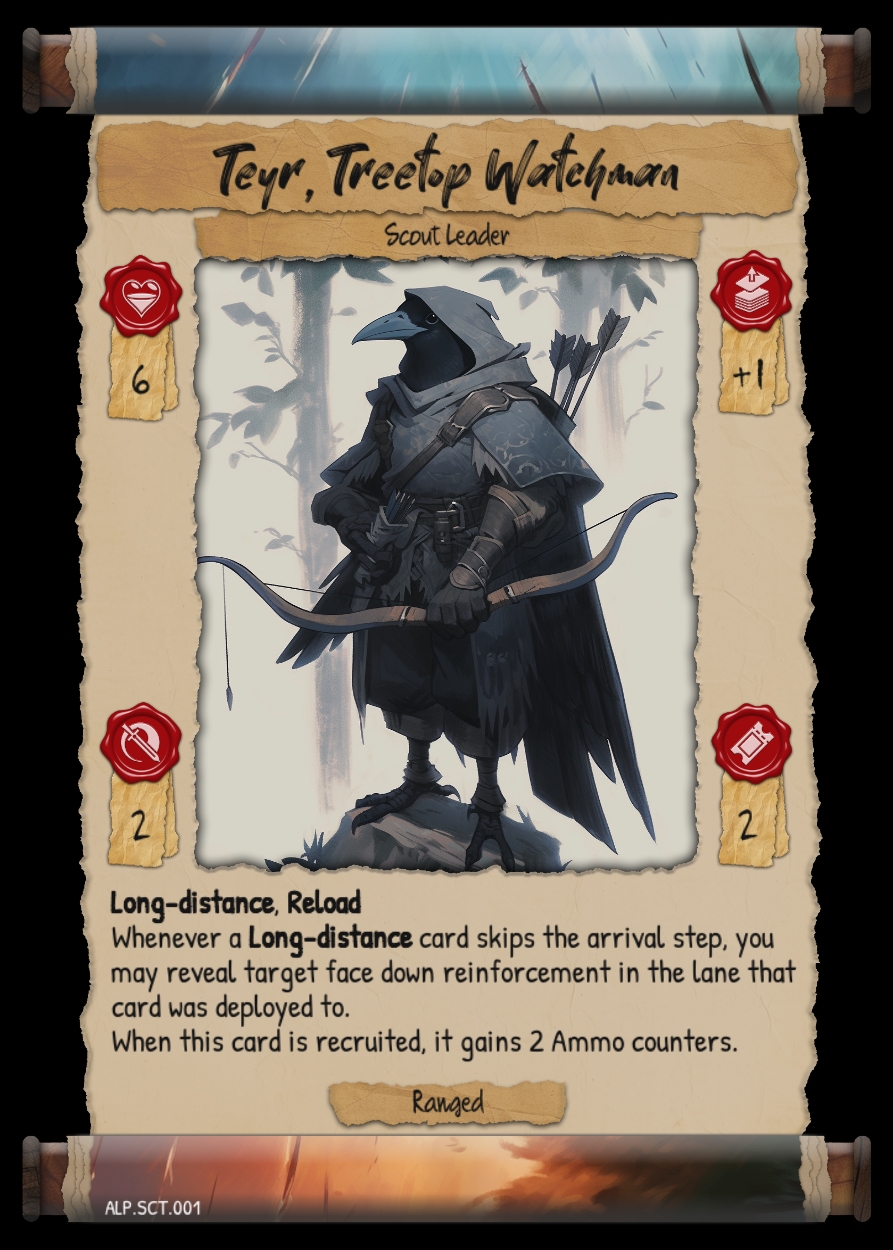 Teyr, Treetop Watchman
Scout Leader
6
+1
2
2
Long-distance, Reload
Whenever a Long-distance card skips the arrival step, you
may reveal target face down reinforcement in the lane that
card was deployed to.
When this card is recruited, it gains 2 Ammo counters.
Ranged
ALP.SCT.001